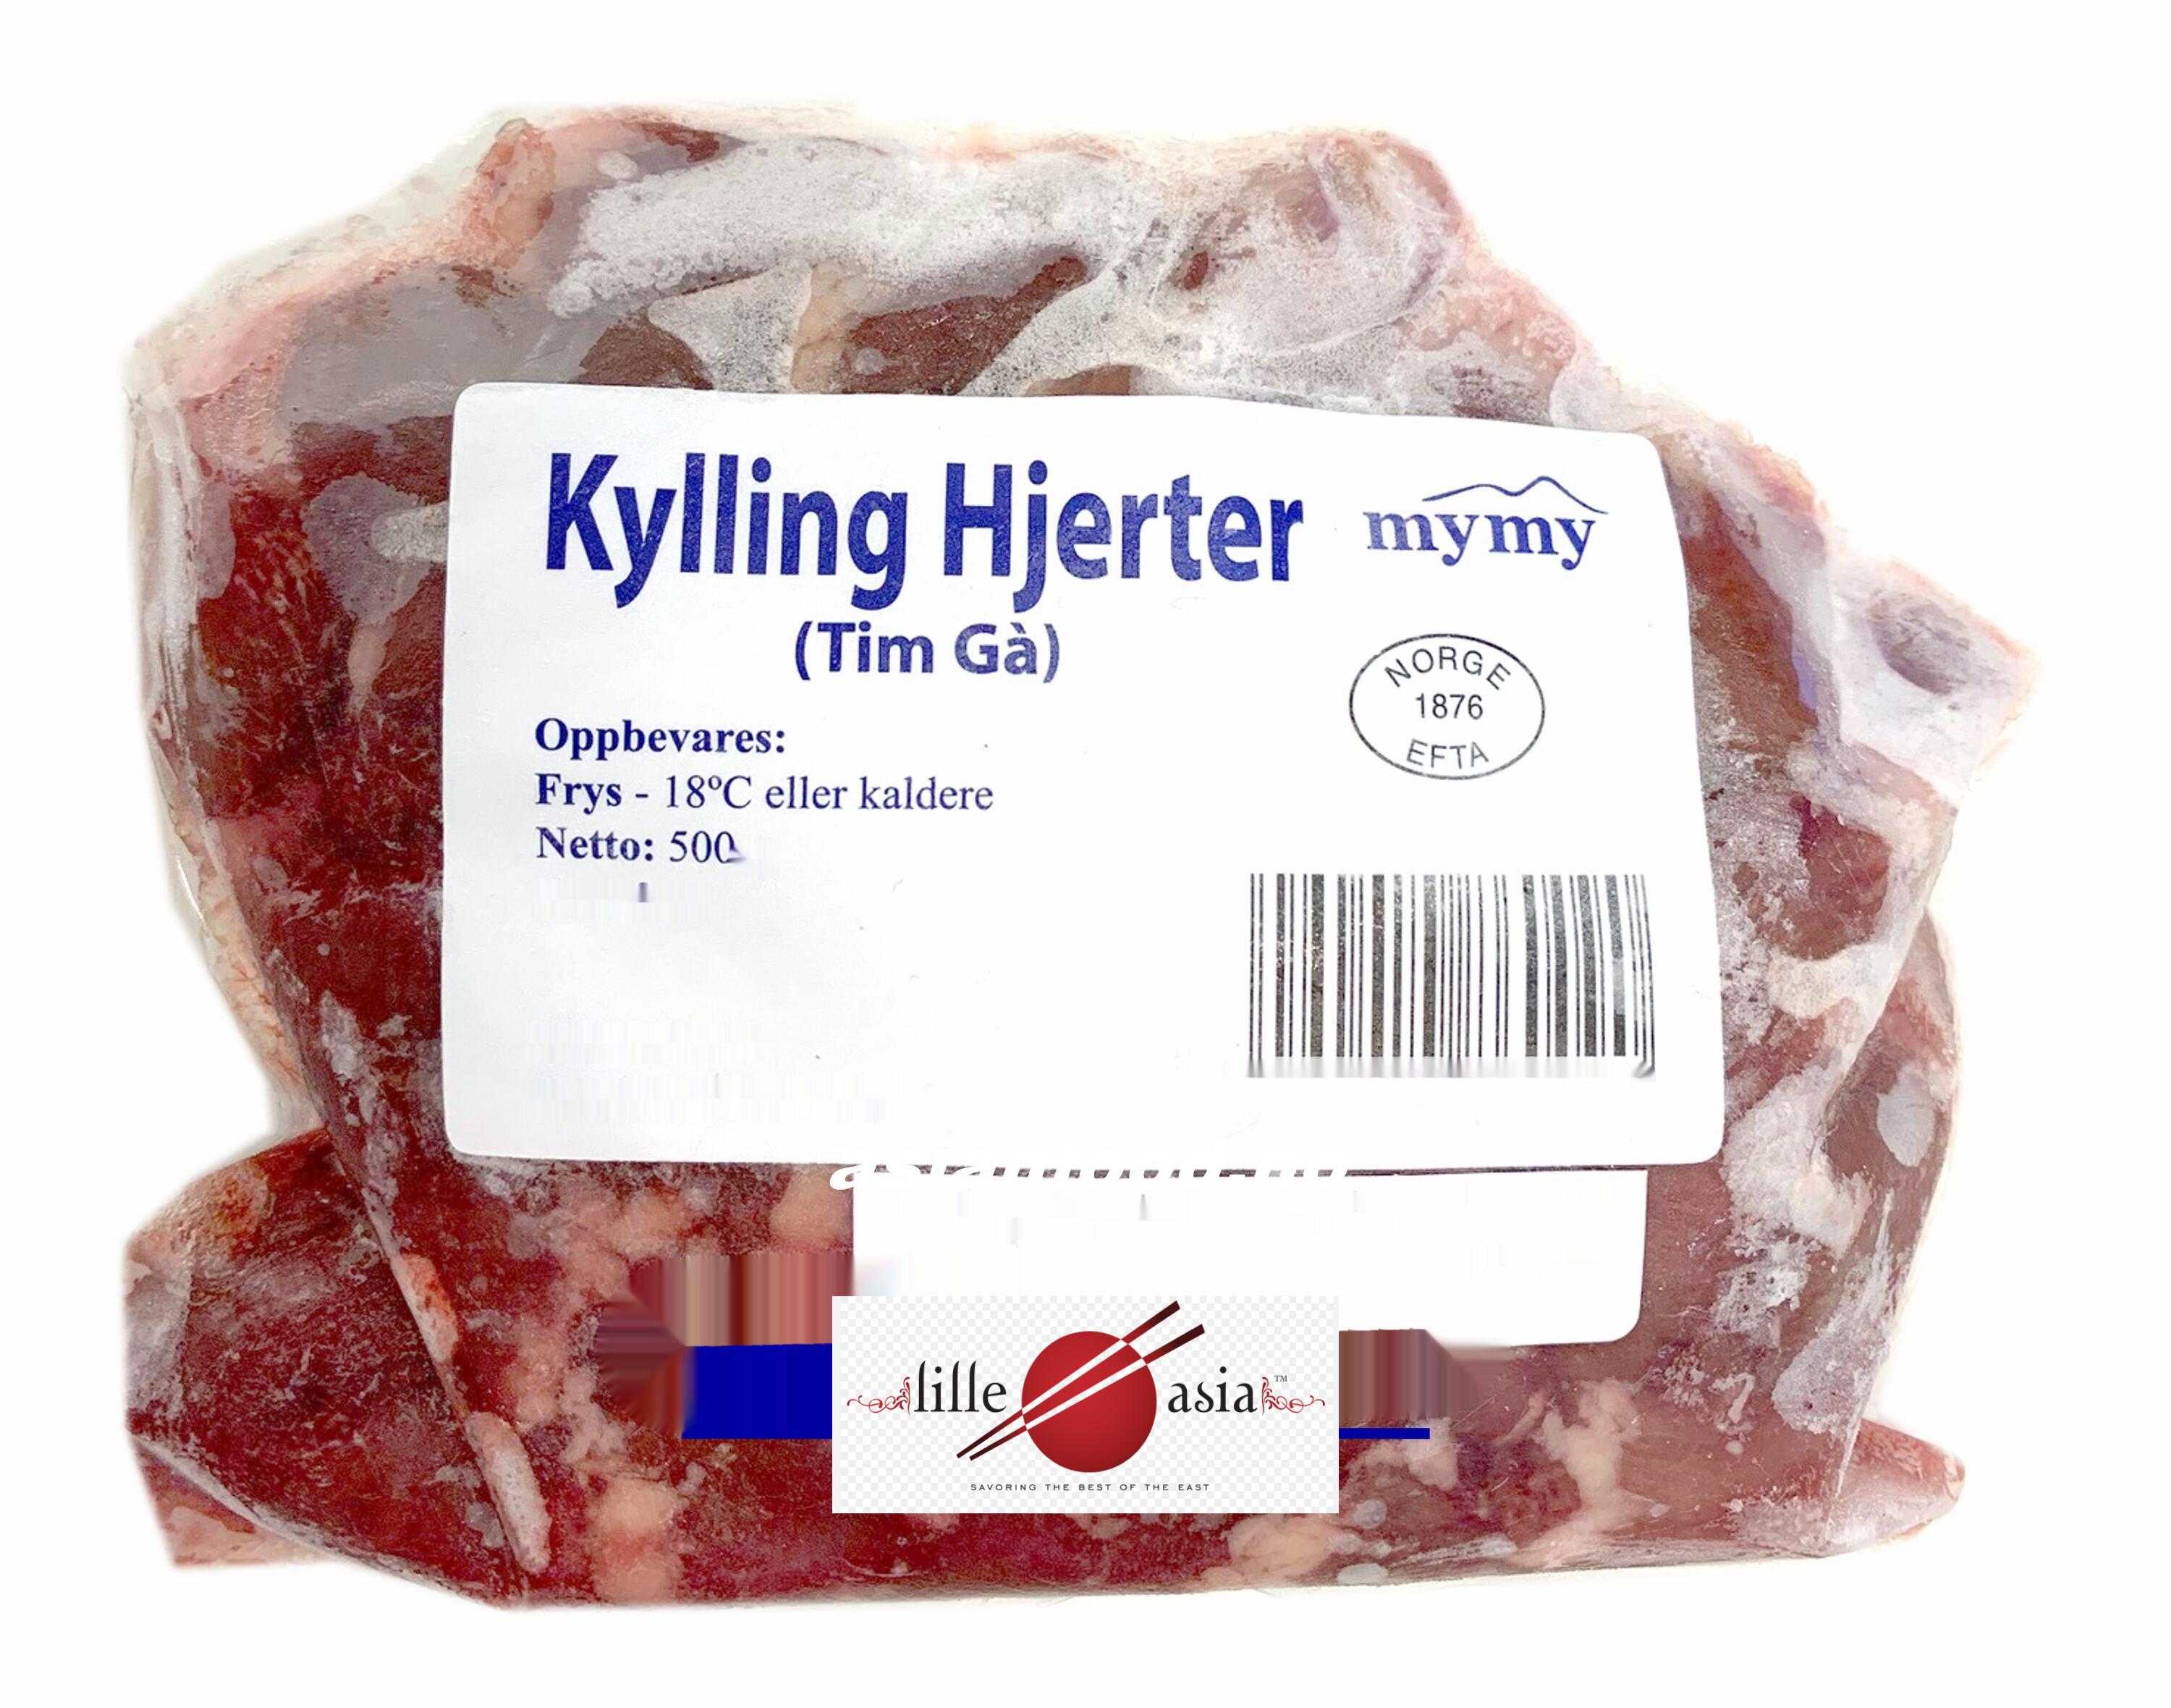 Kylling Hjerter
mymy
(Tim Gà)
NORGE
1876
EFTA
Oppbevares:
Frys - 18ºC eller kaldere
Netto: 500
lille asia™
SAVORING THE BEST OF THE EAST